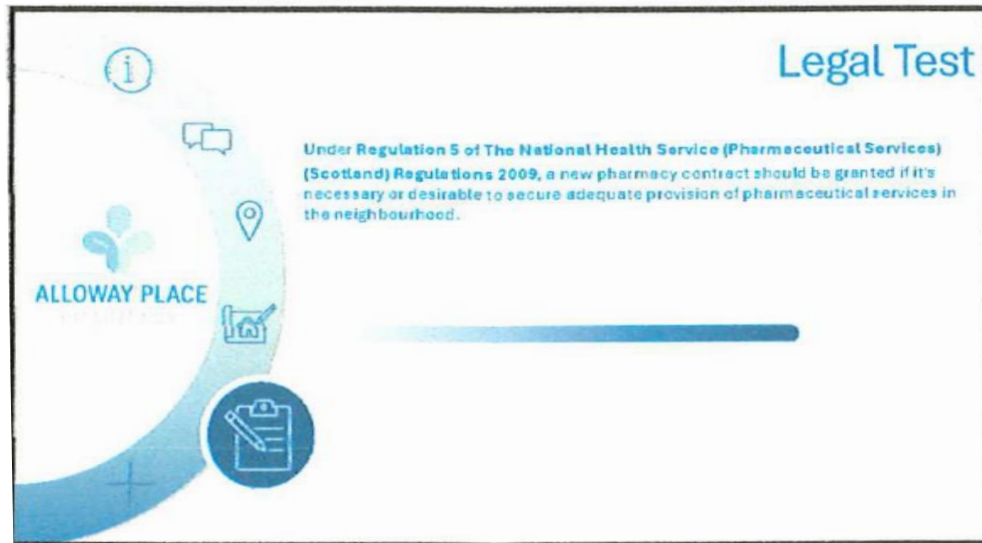 Legal Test
Under Regulation 5 of The National Health Service (Pharmaceutical Services)
(Scotland) Regulations 2009, a new pharmacy contract should be granted if it's
necessary or desirable to secure adequate provision of pharmaceutical services in
the neighbourhood.
ALLOWAY PLACE